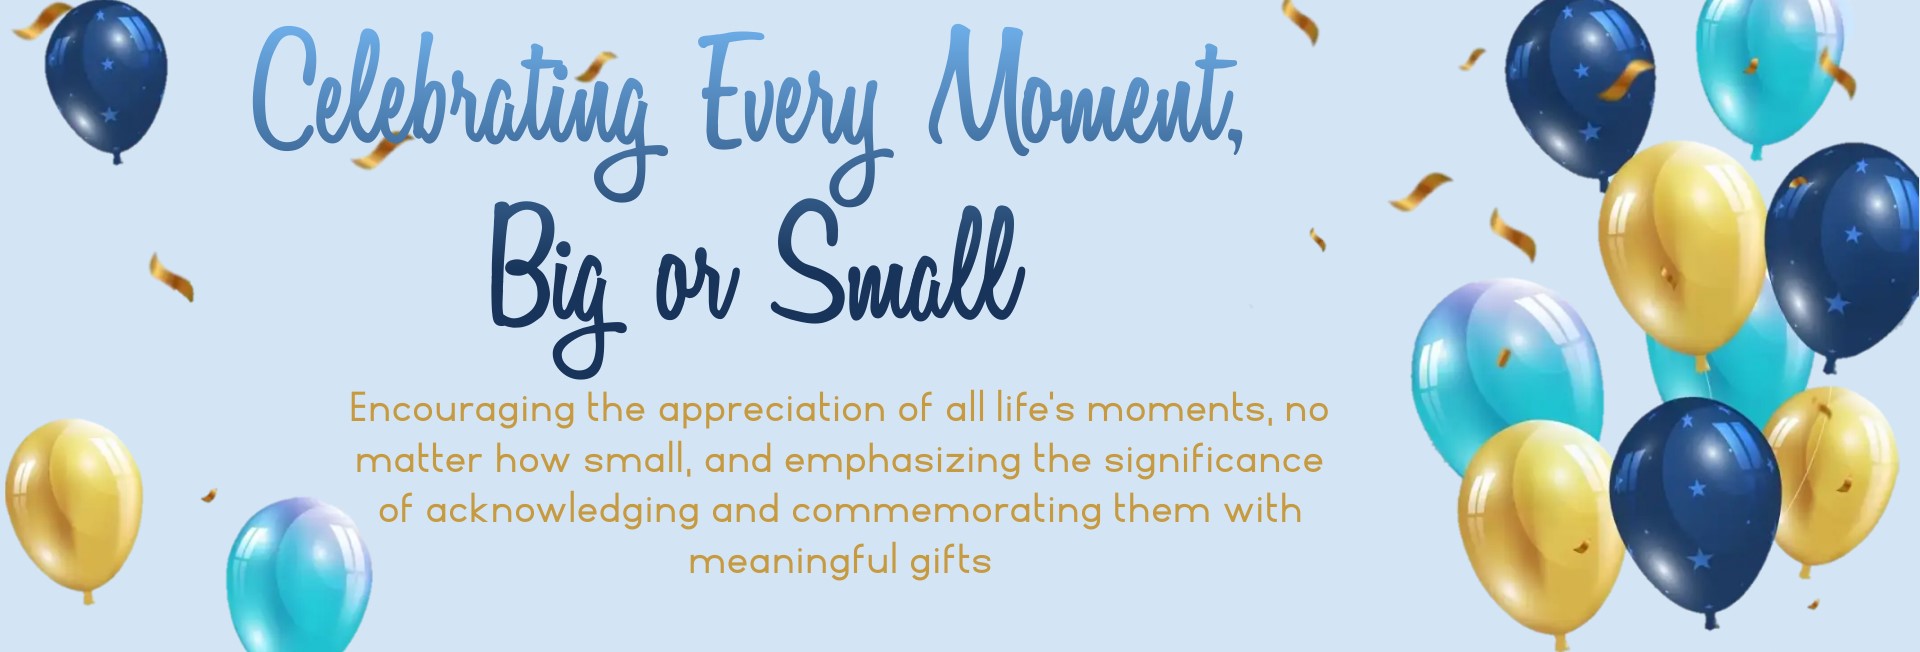 Celebrating Every Moment,
Big or Small
Encouraging the appreciation of all life's moments, no
matter how small, and emphasizing the significance
of acknowledging and commemorating them with
meaningful gifts